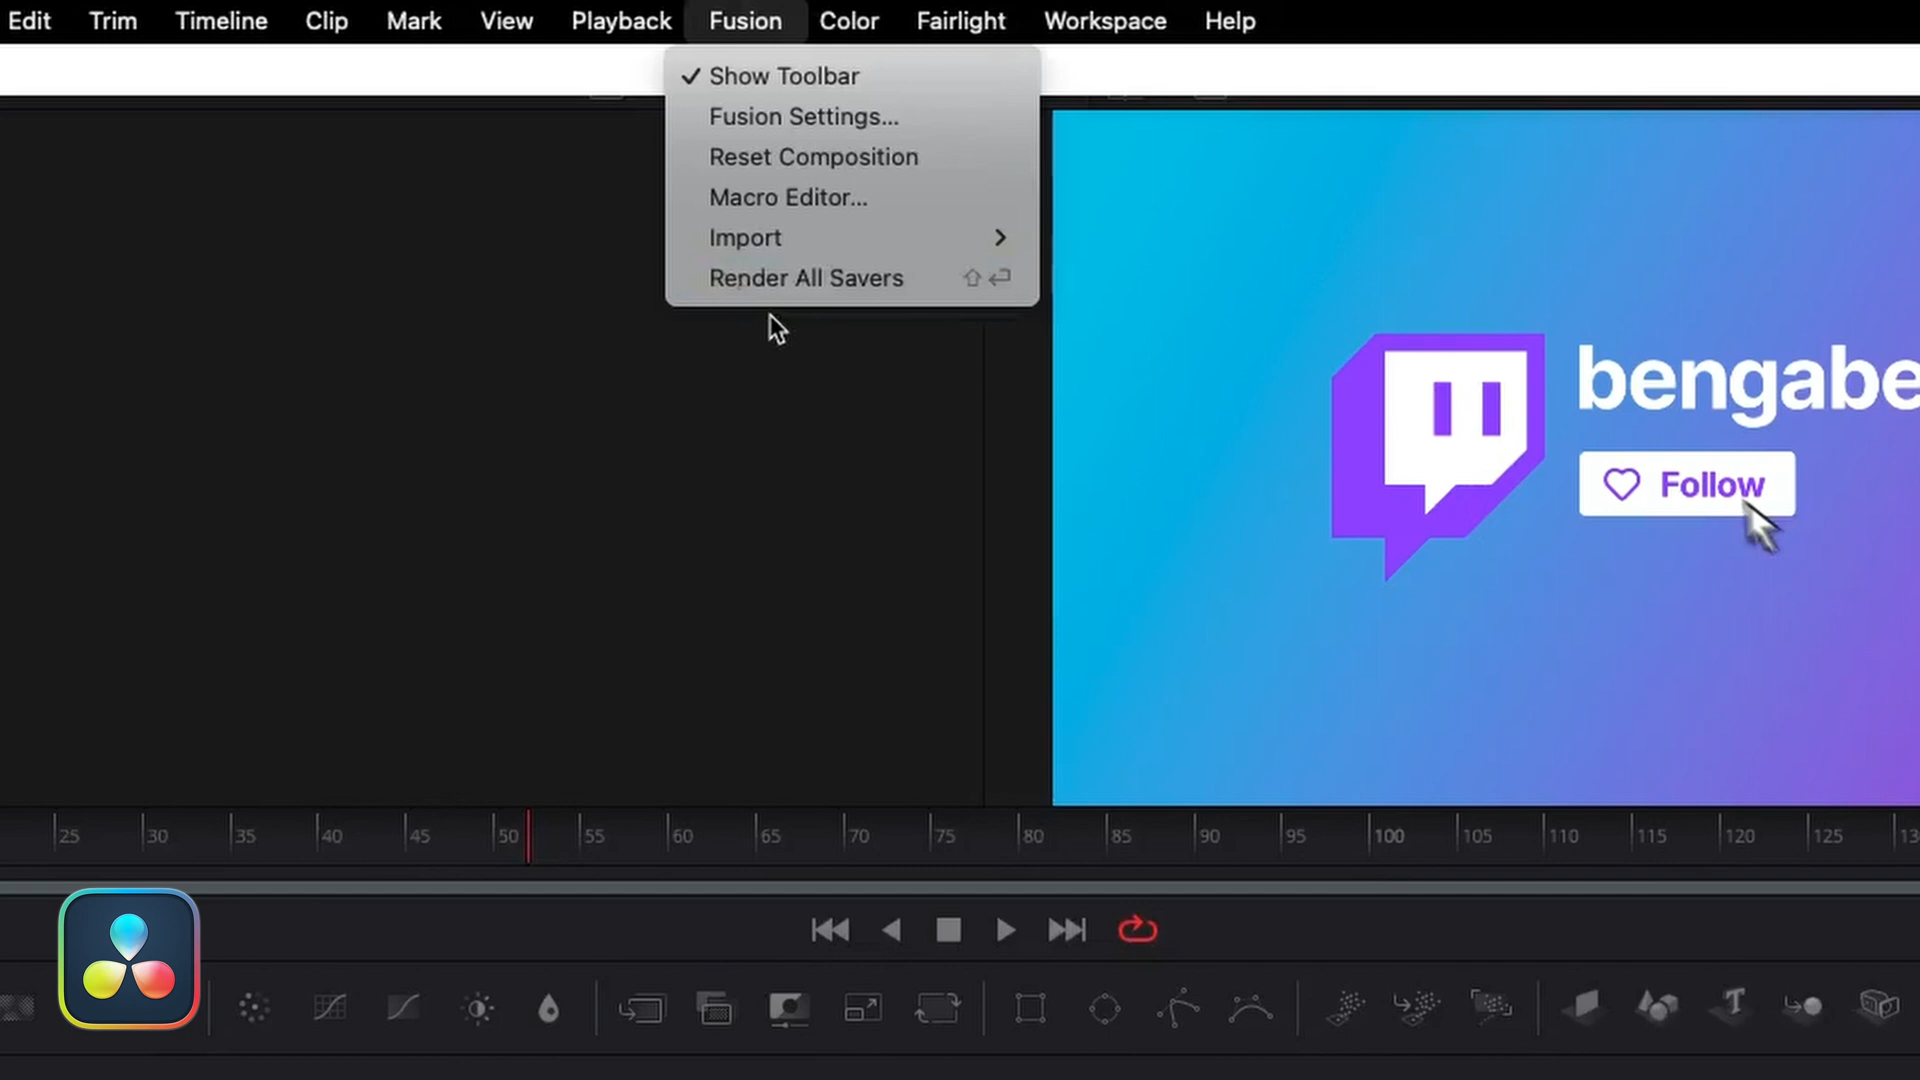 Edit Trim Timeline Clip Mark View Playback Fusion Color Fairlight Workspace Help
Show Toolbar
Fusion Settings...
Reset Composition
Macro Editor...
Import
Render All Savers
bengabe
Follow
25 30 35 40 45 50 55 60 65 70 75 80 85 90 95 100 105 110 115 120 125
T